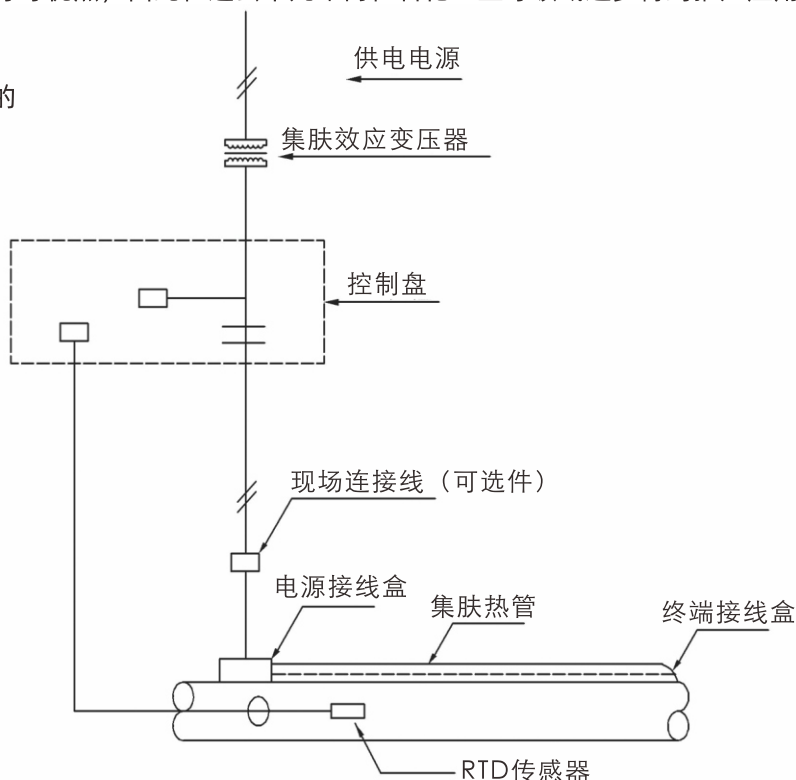 的
供电电源
集肤效应变压器
控制盘
现场连接线（可选件）
电源接线盒
集肤热管
终端接线盒
RTD传感器